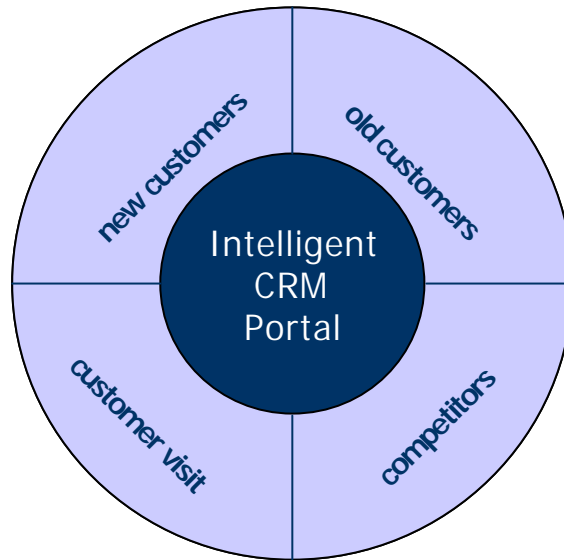 new customers
old customers
Intelligent
CRM
Portal
customer visit
competitors